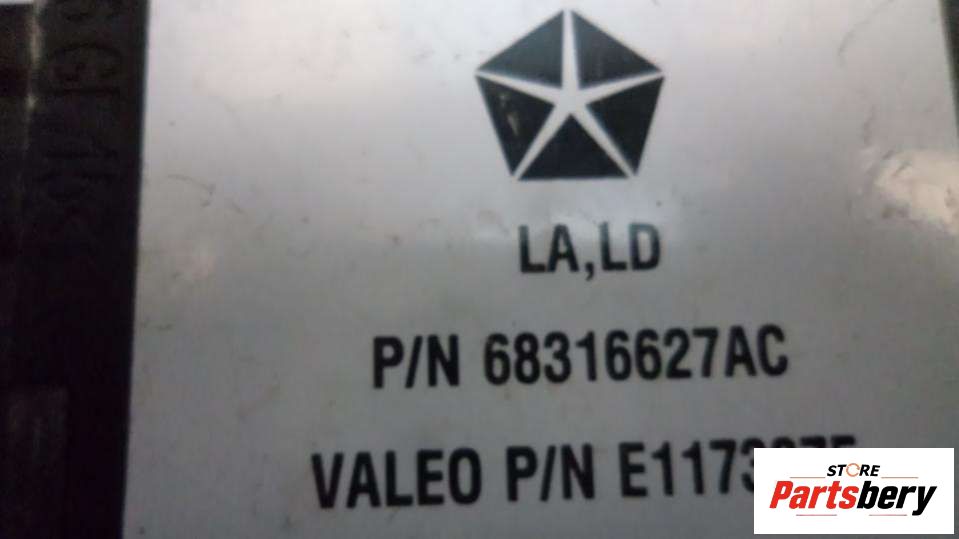 LA,LD
P/N 68316627AC
VALEO P/N
STORE
Partsbery